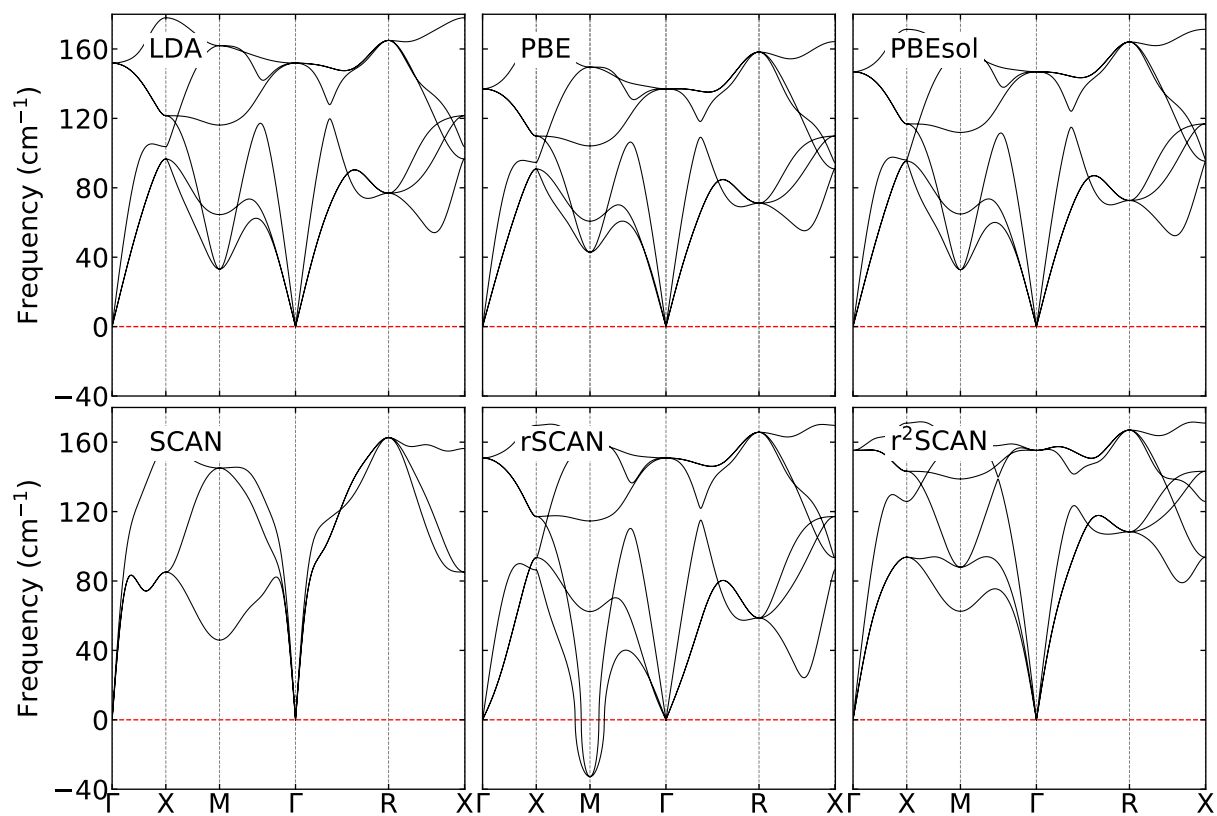 LDA
PBE
PBEsol
160
120
80
40
0
−40
Frequency (cm⁻¹)
SCAN
rSCAN
r²SCAN
160
120
80
40
0
−40
Frequency (cm⁻¹)
Γ X M Γ R X Γ X M Γ R X Γ X M Γ R X